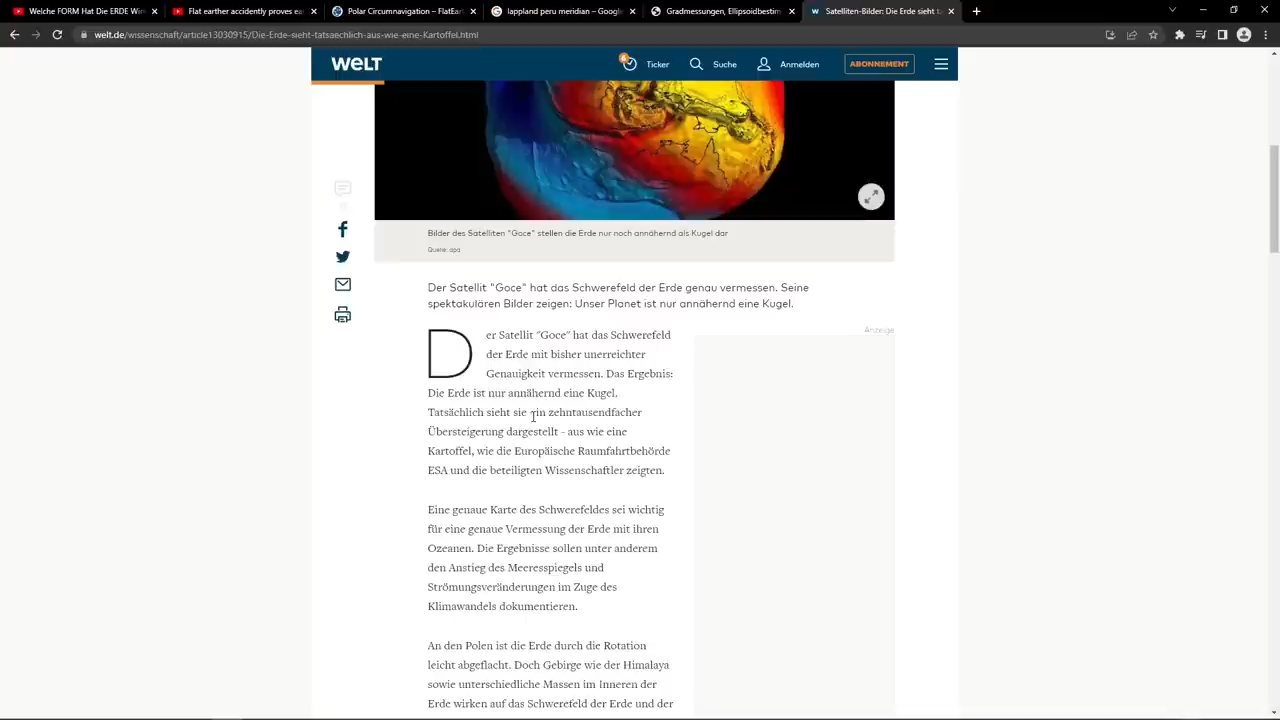 Welche FORM Hat Die ERDE Wir
Flat earther accidently proves ea
Polar Circumnavigation – FlatEar
lappland peru meridian – Google
Gradmessungen, Ellipsoidbestim
Satelliten-Bilder: Die Erde sieht ta
welt.de/wissenschaft/article13030915/Die-Erde-sieht-tatsaechlich-aus-wie-eine-Kartoffel.html
WELT
Ticker
Suche
Anmelden
ABONNEMENT
Bilder des Satelliten "Goce" stellen die Erde nur noch annähernd als Kugel dar
Quelle: apa
Der Satellit "Goce" hat das Schwerefeld der Erde genau vermessen. Seine
spektakulären Bilder zeigen: Unser Planet ist nur annähernd eine Kugel.
Anzeige
Der Satellit "Goce" hat das Schwerefeld
der Erde mit bisher unerreichter
Genauigkeit vermessen. Das Ergebnis:
Die Erde ist nur annähernd eine Kugel.
Tatsächlich sieht sie -in zehntausendfacher
Übersteigerung dargestellt - aus wie eine
Kartoffel, wie die Europäische Raumfahrtbehörde
ESA und die beteiligten Wissenschaftler zeigten.
Eine genaue Karte des Schwerefeldes sei wichtig
für eine genaue Vermessung der Erde mit ihren
Ozeanen. Die Ergebnisse sollen unter anderem
den Anstieg des Meeresspiegels und
Strömungsveränderungen im Zuge des
Klimawandels dokumentieren.
An den Polen ist die Erde durch die Rotation
leicht abgeflacht. Doch Gebirge wie der Himalaya
sowie unterschiedliche Massen im Inneren der
Erde wirken auf das Schwerefeld der Erde und der